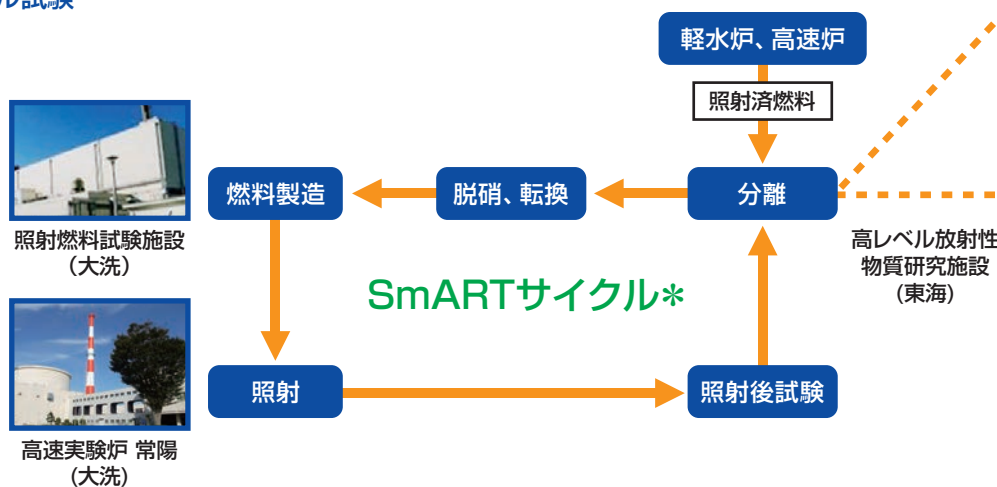 ル試験
軽水炉、高速炉
照射済燃料
燃料製造
脱硝、転換
分離
照射燃料試験施設
（大洗）
高レベル放射性
物質研究施設
(東海)
SmARTサイクル＊
照射
照射後試験
高速実験炉 常陽
(大洗)